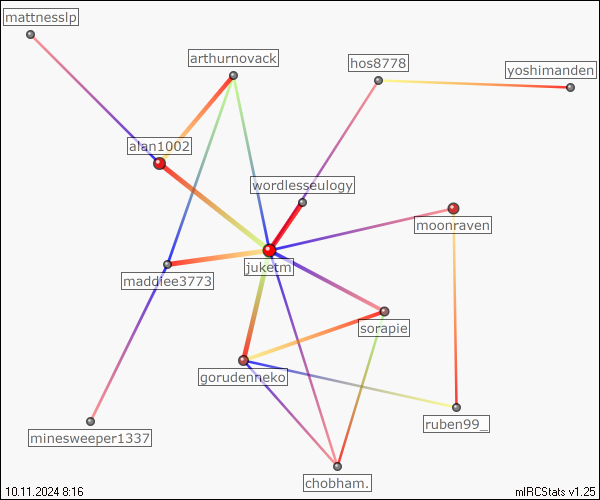 mattnesslp
arthurnovack
hos8778
yoshimanden
alan1002
wordlesseulogy
moonraven
juketm
maddlee3773
sorapie
gorudenneko
ruben99_
minesweeper1337
chobham.
10.11.2024 8:16
mIRCStats v1.25